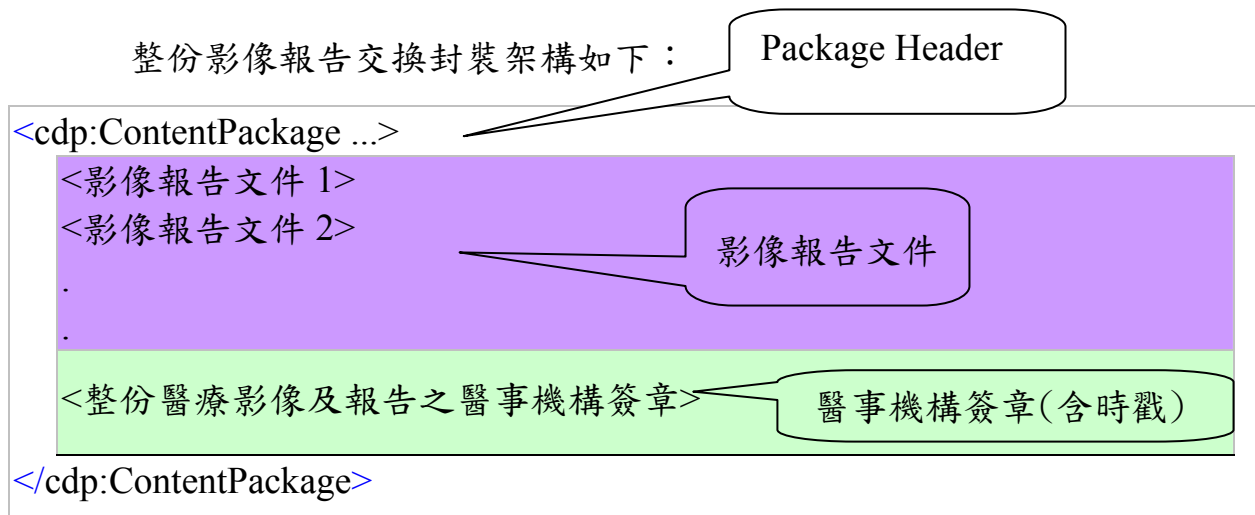 整份影像報告交換封裝架構如下：
Package Header
<cdp:ContentPackage ...>
<影像報告文件 1>
<影像報告文件 2>
影像報告文件
.
.
<整份醫療影像及報告之醫事機構簽章>
醫事機構簽章(含時戳)
</cdp:ContentPackage>